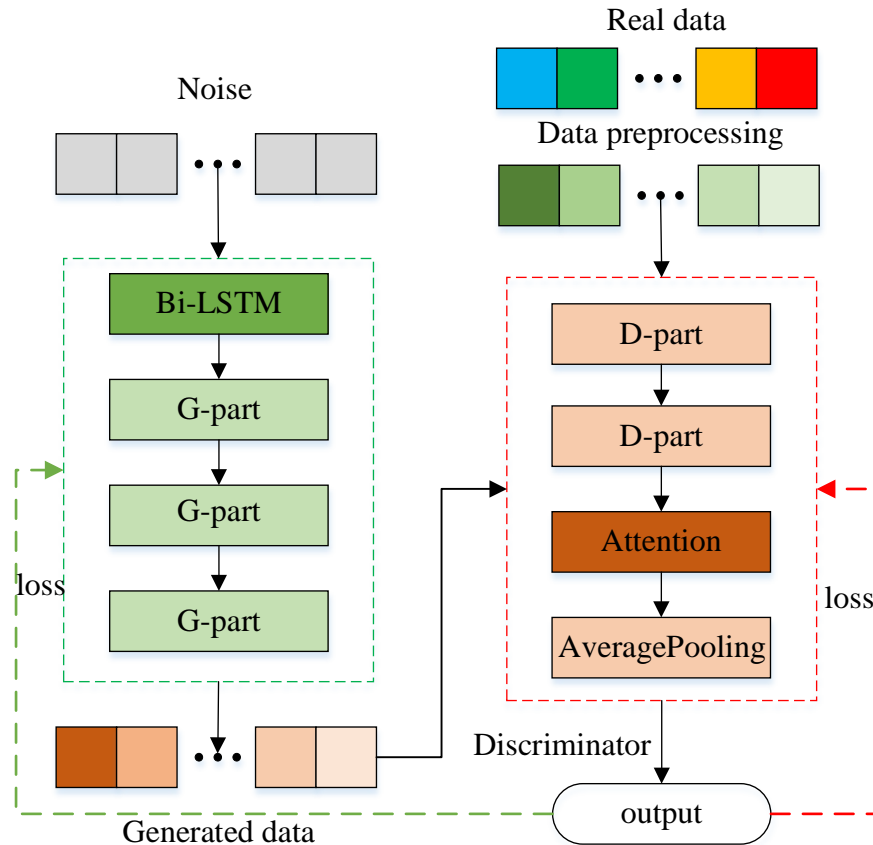 Real data
Noise
Data preprocessing
Bi-LSTM
G-part
G-part
G-part
loss
Generated data
D-part
D-part
Attention
AveragePooling
loss
Discriminator
output